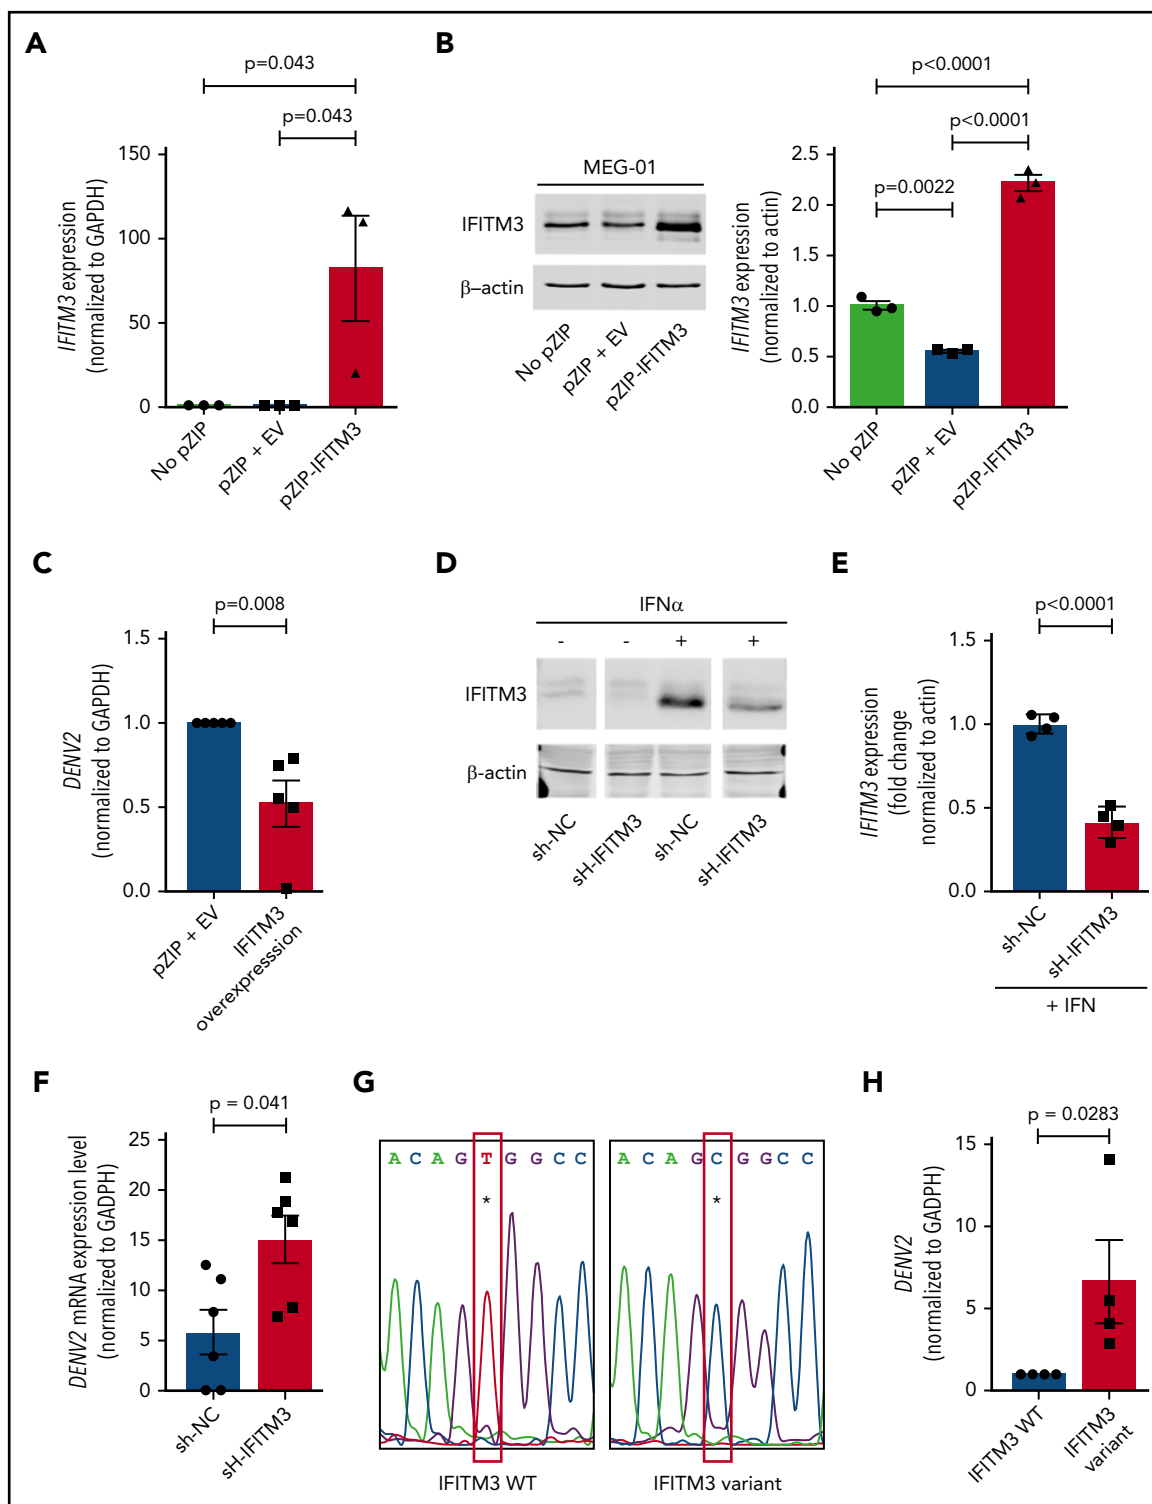 A
p=0.043
p=0.043
IFITM3 expression
(normalized to GAPDH)
150
100
50
0
No pZIP
pZIP + EV
pZIP-IFITM3
B
MEG-01
IFITM3
β–actin
No pZIP
pZIP + EV
pZIP-IFITM3
p<0.0001
p<0.0001
p=0.0022
IFITM3 expression
(normalized to actin)
2.5
2.0
1.5
1.0
0.5
0.0
No pZIP
pZIP + EV
pZIP-IFITM3
C
p=0.008
DENV2
(normalized to GAPDH)
1.5
1.0
0.5
0.0
pZIP + EV
IFITM3
overexpresssion
D
IFNα
- - + +
IFITM3
β-actin
sh-NC
sH-IFITM3
sh-NC
sH-IFITM3
E
p<0.0001
IFITM3 expression
(fold change
normalized to actin)
1.5
1.0
0.5
0.0
sh-NC
sH-IFITM3
+ IFN
F
p = 0.041
DENV2 mRNA expression level
(normalized to GADPH)
25
20
15
10
5
0
sh-NC
sH-IFITM3
G
A C A G T G G C C
*
IFITM3 WT
A C A G C G G C C
*
IFITM3 variant
H
p = 0.0283
DENV2
(normalized to GADPH)
15
10
5
0
IFITM3 WT
IFITM3
variant